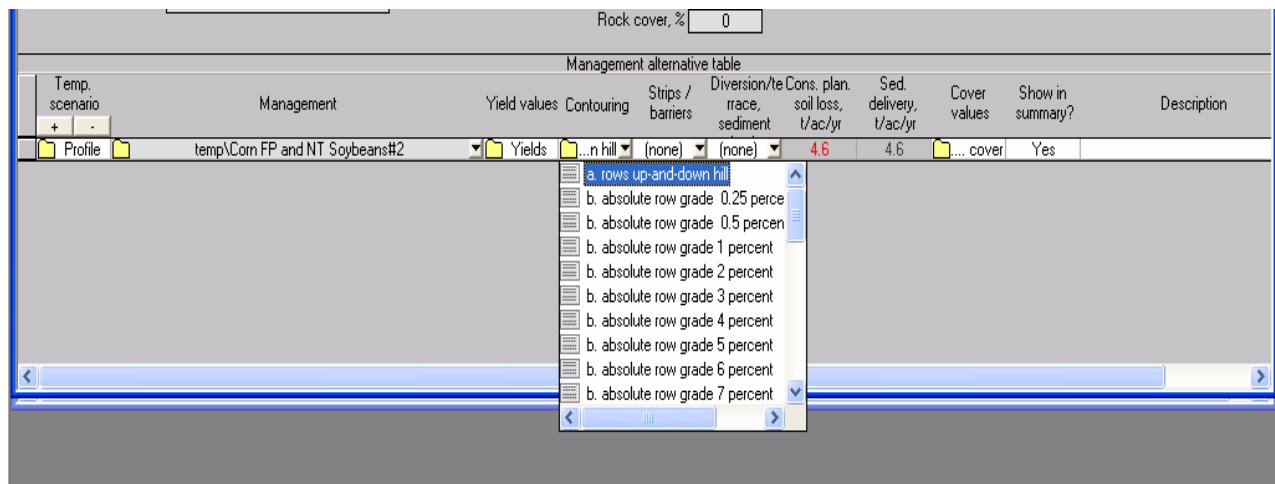 Rock cover, % 0
Management alternative table
Temp. scenario + - Management Yield values Contouring Strips / barriers Diversion/te rrace, sediment Cons. plan. soil loss, t/ac/yr Sed. delivery, t/ac/yr Cover values Show in summary? Description
Profile temp\Corn FP and NT Soybeans#2 Yields ...n hill (none) (none) 4.6 4.6 .... cover Yes
a. rows up-and-down hill
b. absolute row grade 0.25 perce
b. absolute row grade 0.5 percen
b. absolute row grade 1 percent
b. absolute row grade 2 percent
b. absolute row grade 3 percent
b. absolute row grade 4 percent
b. absolute row grade 5 percent
b. absolute row grade 6 percent
b. absolute row grade 7 percent